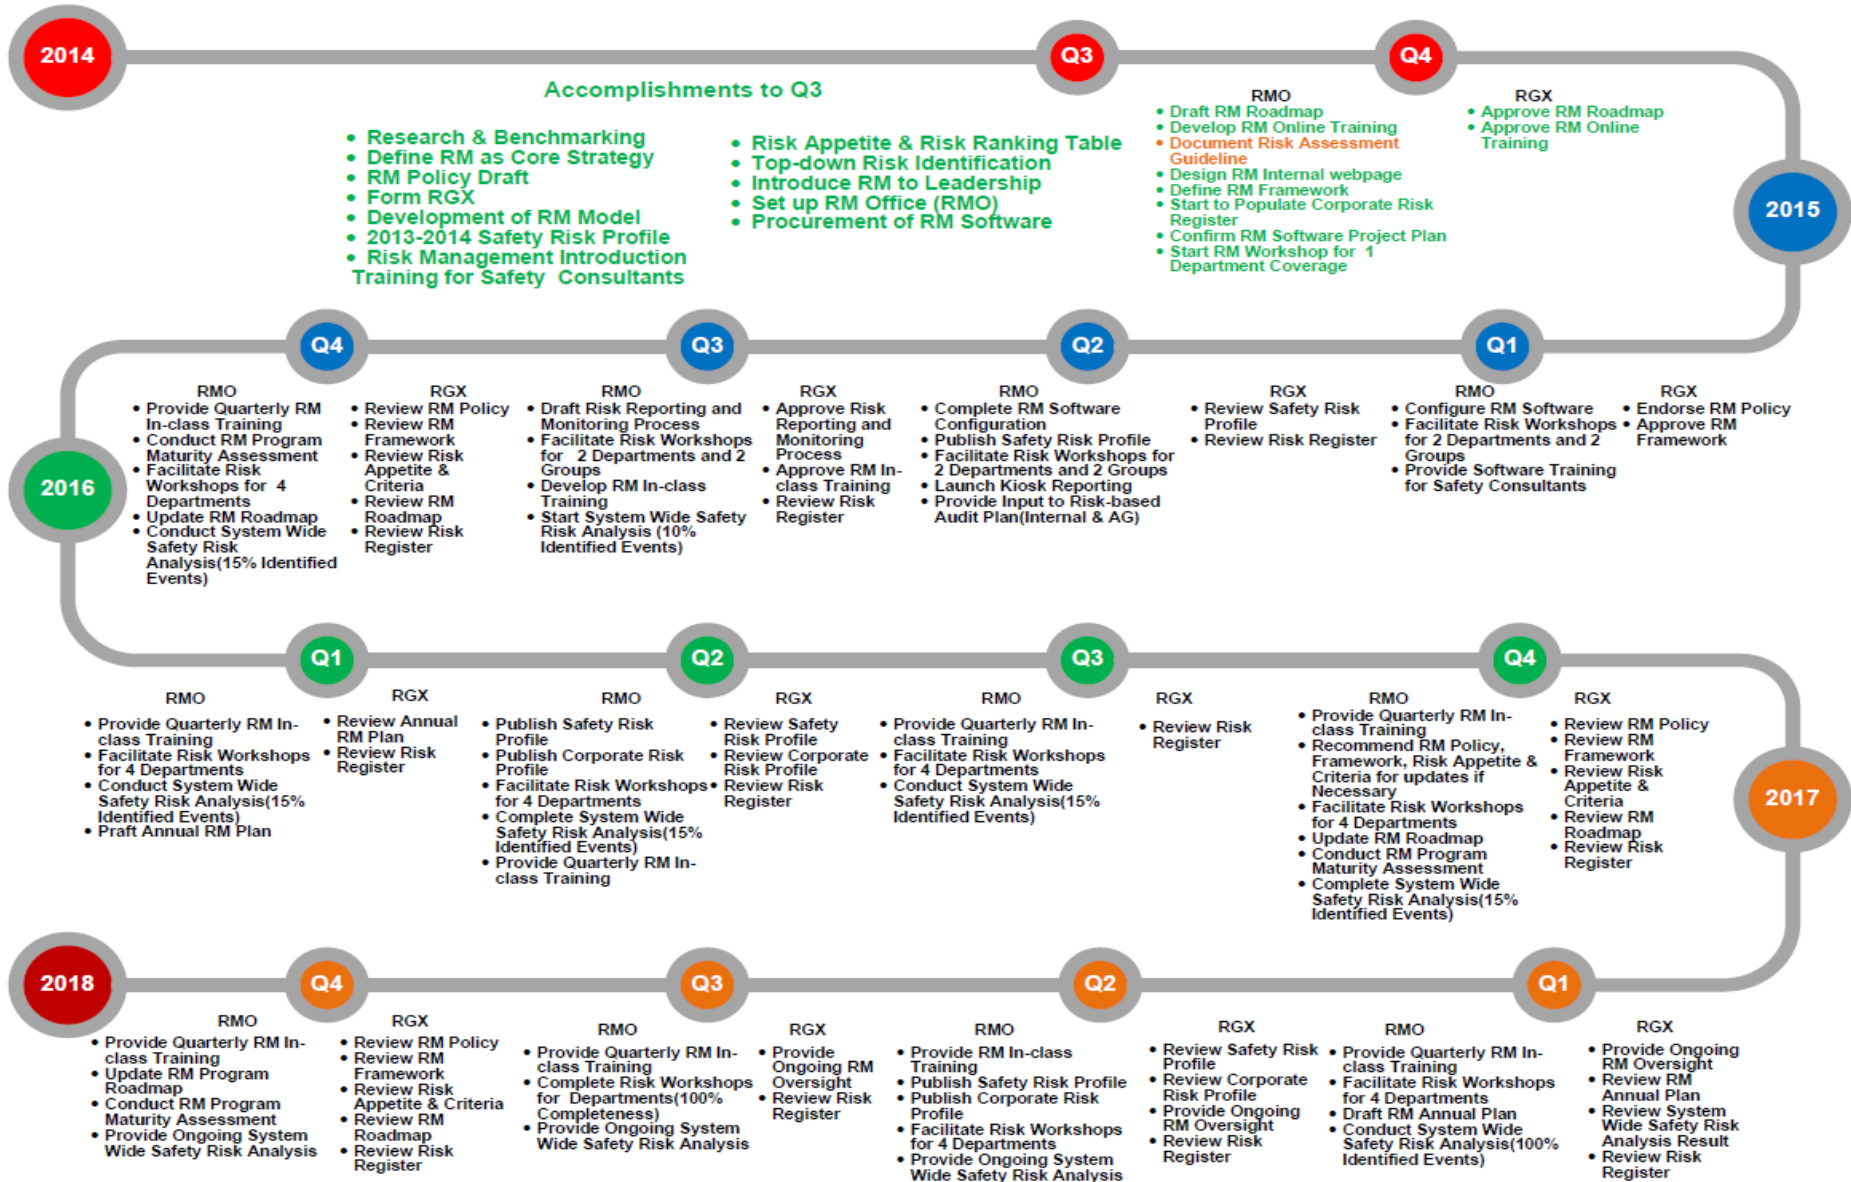 2014
Q3
Q4
Accomplishments to Q3
• Research & Benchmarking
• Define RM as Core Strategy
• RM Policy Draft
• Form RGX
• Development of RM Model
• 2013-2014 Safety Risk Profile
• Risk Management Introduction
Training for Safety Consultants
• Risk Appetite & Risk Ranking Table
• Top-down Risk Identification
• Introduce RM to Leadership
• Set up RM Office (RMO)
• Procurement of RM Software
RMO
• Draft RM Roadmap
• Develop RM Online Training
• Document Risk Assessment
Guideline
• Design RM Internal webpage
• Define RM Framework
• Start to Populate Corporate Risk
Register
• Confirm RM Software Project Plan
• Start RM Workshop for 1
Department Coverage
RGX
• Approve RM Roadmap
• Approve RM Online
Training
2015
Q4
Q3
Q2
Q1
RMO
• Provide Quarterly RM
In-class Training
• Conduct RM Program
Maturity Assessment
• Facilitate Risk
Workshops for 4
Departments
• Update RM Roadmap
• Conduct System Wide
Safety Risk
Analysis(15% Identified
Events)
RGX
• Review RM Policy
• Review RM
Framework
• Review Risk
Appetite &
Criteria
• Review RM
Roadmap
• Review Risk
Register
RMO
• Draft Risk Reporting and
Monitoring Process
• Facilitate Risk Workshops
for 2 Departments and 2
Groups
• Develop RM In-class
Training
• Start System Wide Safety
Risk Analysis (10%
Identified Events)
RGX
• Approve Risk
Reporting and
Monitoring
Process
• Approve RM In-
class Training
• Review Risk
Register
RMO
• Complete RM Software
Configuration
• Publish Safety Risk Profile
• Facilitate Risk Workshops for
2 Departments and 2 Groups
• Launch Kiosk Reporting
• Provide Input to Risk-based
Audit Plan(Internal & AG)
RGX
• Review Safety Risk
Profile
• Review Risk Register
RMO
• Configure RM Software
• Facilitate Risk Workshops
for 2 Departments and 2
Groups
• Provide Software Training
for Safety Consultants
RGX
• Endorse RM Policy
• Approve RM
Framework
2016
Q1
Q2
Q3
Q4
RMO
• Provide Quarterly RM In-
class Training
• Facilitate Risk Workshops
for 4 Departments
• Conduct System Wide
Safety Risk Analysis(15%
Identified Events)
• Praft Annual RM Plan
RGX
• Review Annual
RM Plan
• Review Risk
Register
RMO
• Publish Safety Risk
Profile
• Publish Corporate Risk
Profile
• Facilitate Risk Workshops
for 4 Departments
• Complete System Wide
Safety Risk Analysis(15%
Identified Events)
• Provide Quarterly RM In-
class Training
RGX
• Review Safety
Risk Profile
• Review Corporate
Risk Profile
• Review Risk
Register
RMO
• Provide Quarterly RM In-
class Training
• Facilitate Risk Workshops
for 4 Departments
• Conduct System Wide
Safety Risk Analysis(15%
Identified Events)
RGX
• Review Risk
Register
RMO
• Provide Quarterly RM In-
class Training
• Recommend RM Policy,
Framework, Risk Appetite &
Criteria for updates if
Necessary
• Facilitate Risk Workshops
for 4 Departments
• Update RM Roadmap
• Conduct RM Program
Maturity Assessment
• Complete System Wide
Safety Risk Analysis(15%
Identified Events)
RGX
• Review RM Policy
• Review RM
Framework
• Review Risk
Appetite &
Criteria
• Review RM
Roadmap
• Review Risk
Register
2017
2018
Q4
Q3
Q2
Q1
RMO
• Provide Quarterly RM In-
class Training
• Update RM Program
Roadmap
• Conduct RM Program
Maturity Assessment
• Provide Ongoing System
Wide Safety Risk Analysis
RGX
• Review RM Policy
• Review RM
Framework
• Review Risk
Appetite & Criteria
• Review RM
Roadmap
• Review Risk
Register
RMO
• Provide Quarterly RM In-
class Training
• Complete Risk Workshops
for Departments(100%
Completeness)
• Provide Ongoing System
Wide Safety Risk Analysis
RGX
• Provide
Ongoing RM
Oversight
• Review Risk
Register
RMO
• Provide RM In-class
Training
• Publish Safety Risk Profile
• Publish Corporate Risk
Profile
• Facilitate Risk Workshops
for 4 Departments
• Provide Ongoing System
Wide Safety Risk Analysis
RGX
• Review Safety Risk
Profile
• Review Corporate
Risk Profile
• Provide Ongoing
RM Oversight
• Review Risk
Register
RMO
• Provide Quarterly RM In-
class Training
• Facilitate Risk Workshops
for 4 Departments
• Draft RM Annual Plan
• Conduct System Wide
Safety Risk Analysis(100%
Identified Events)
RGX
• Provide Ongoing
RM Oversight
• Review RM
Annual Plan
• Review System
Wide Safety Risk
Analysis Result
• Review Risk
Register